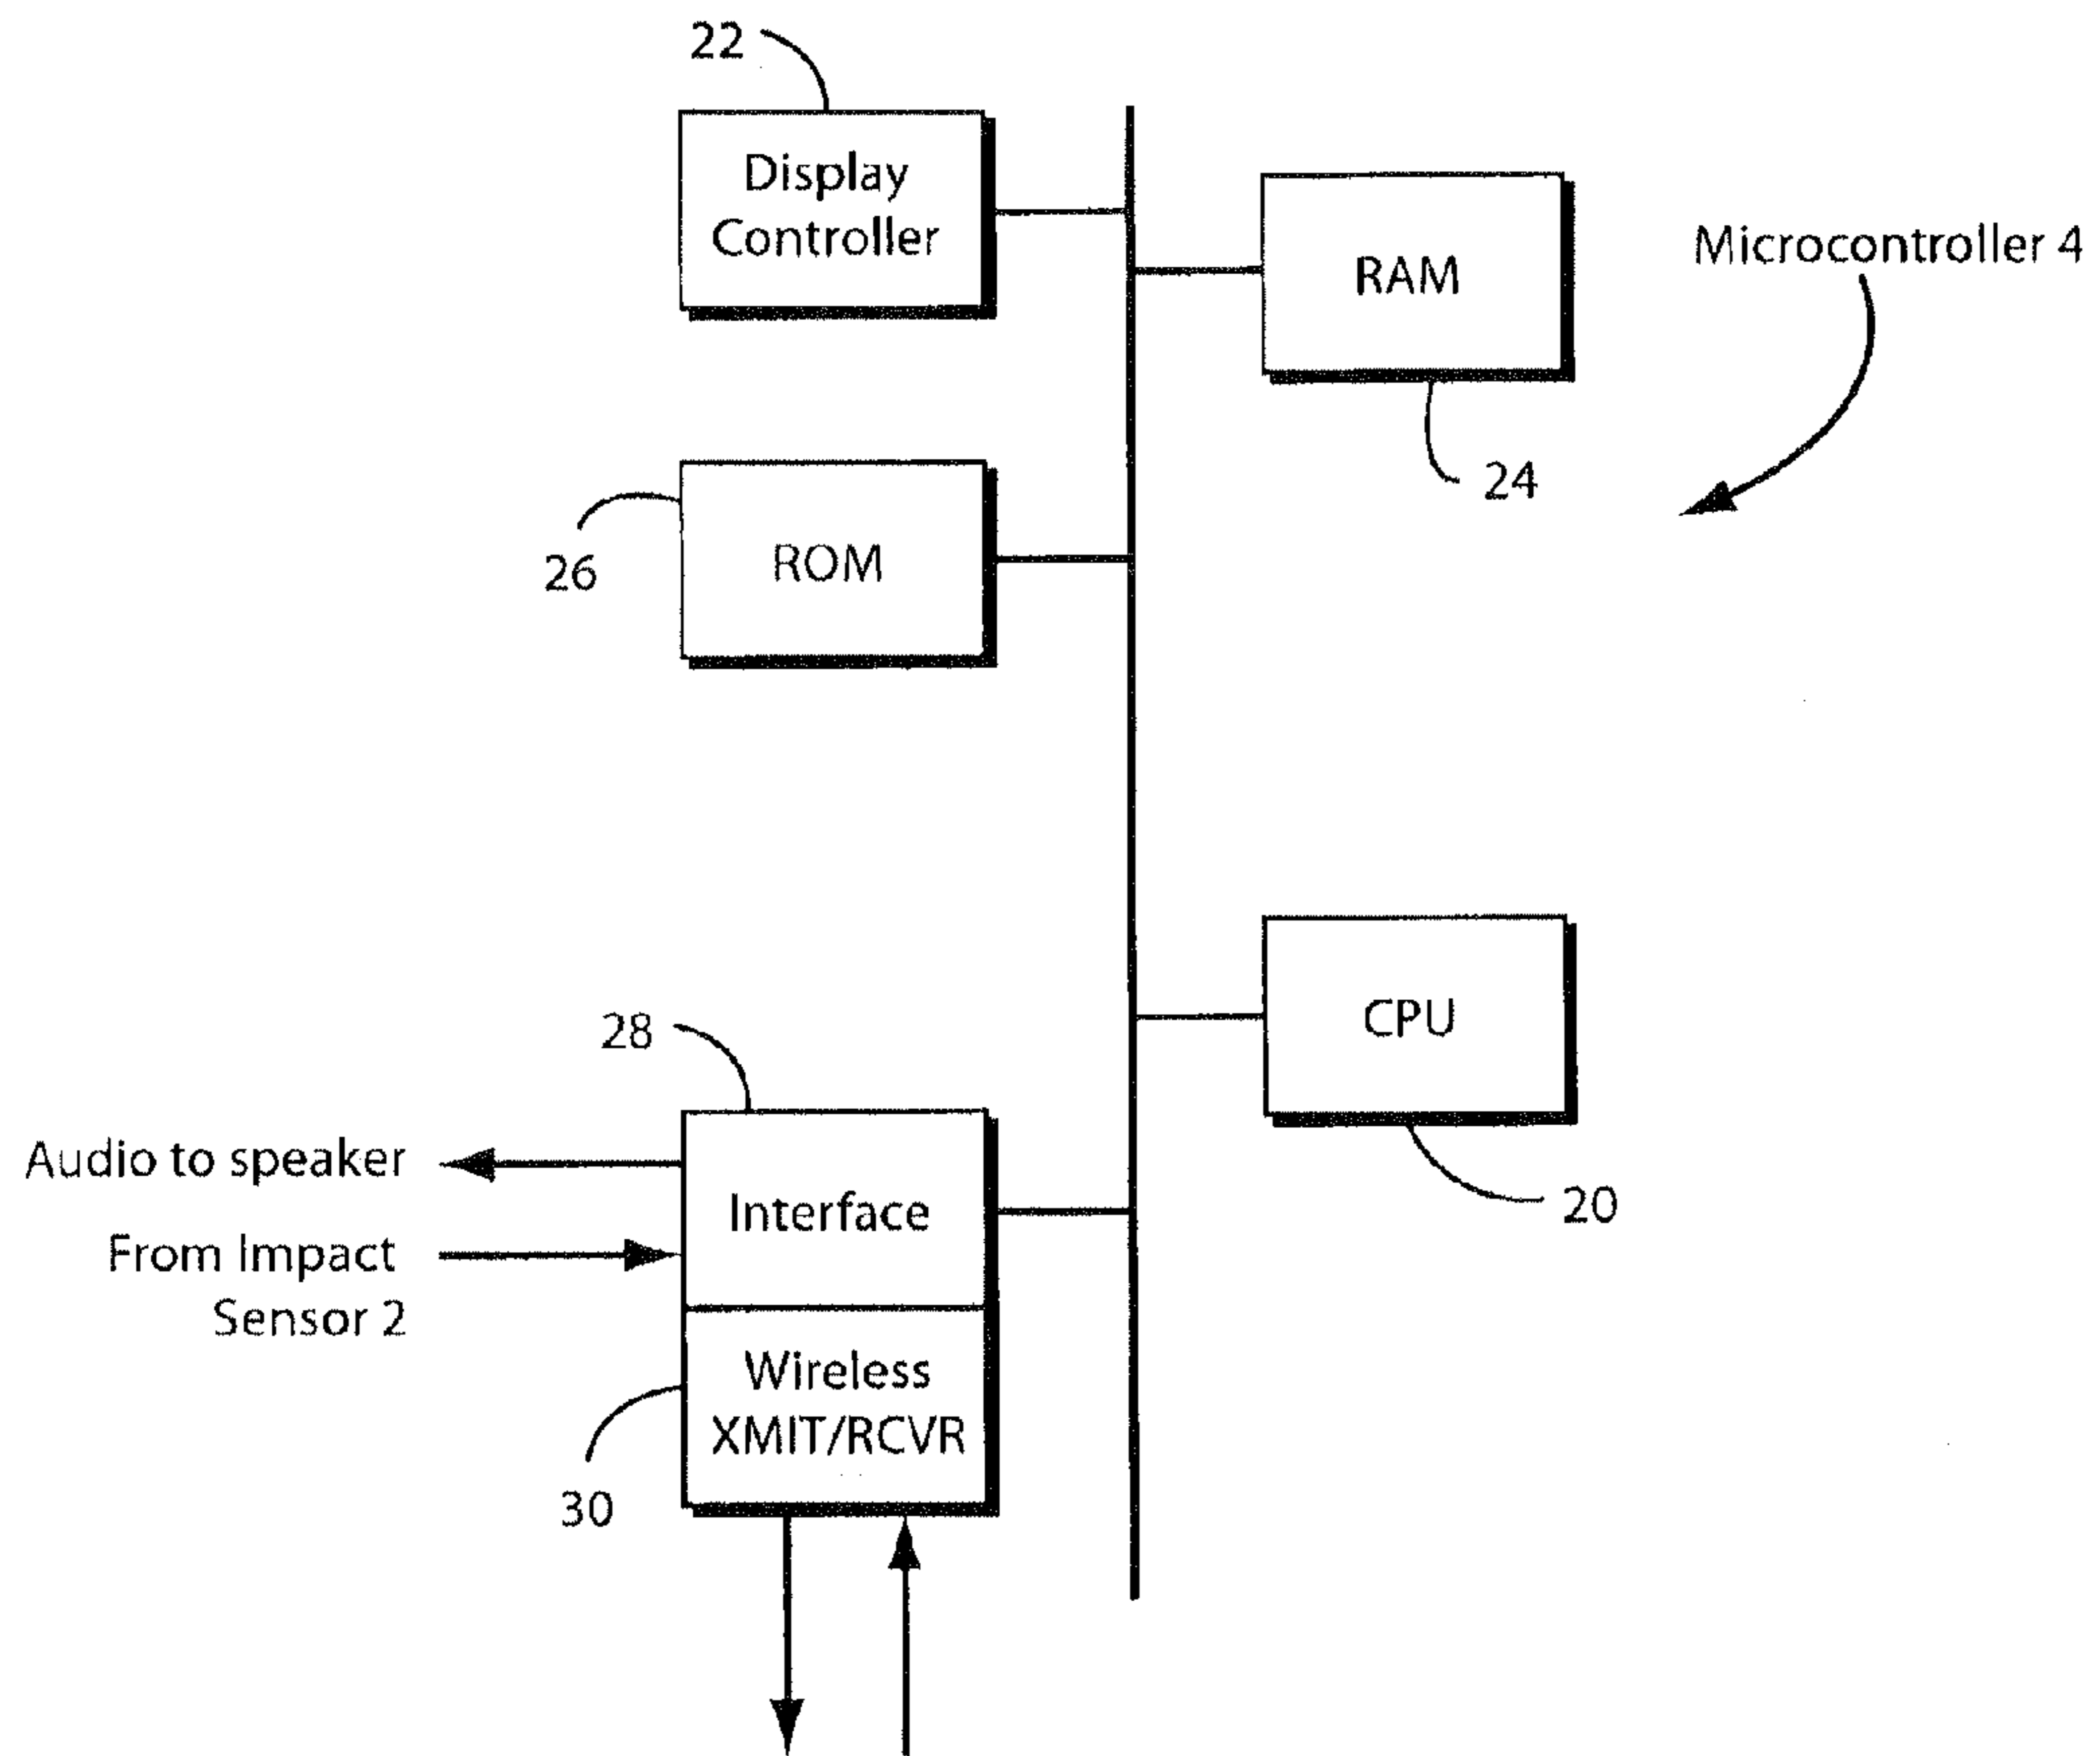 22
Display
Controller
RAM
Microcontroller 4
24
ROM
26
CPU
28
Audio to speaker
Interface
20
From Impact
Sensor 2
Wireless
XMIT/RCVR
30